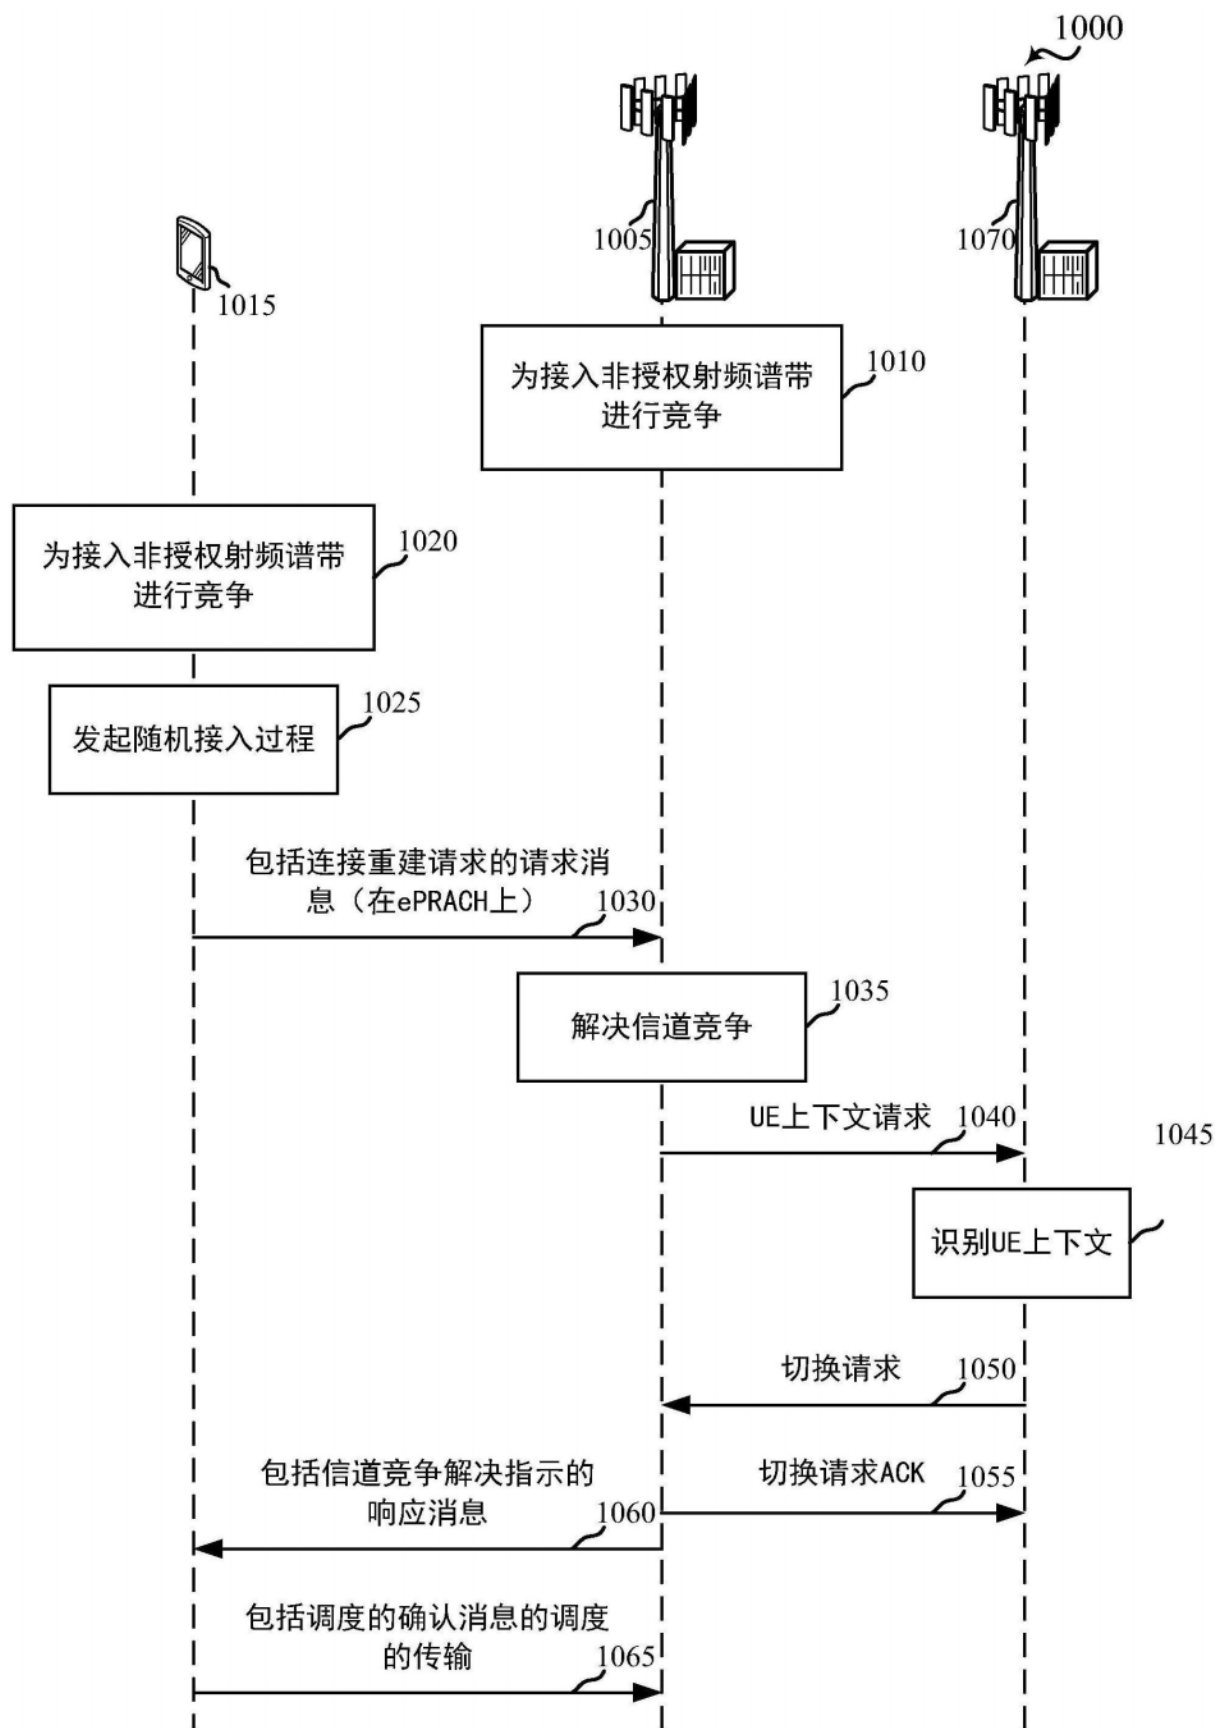 1000
1005
1070
1015
为接入非授权射频谱带
进行竞争
1010
为接入非授权射频谱带
进行竞争
1020
发起随机接入过程
1025
包括连接重建请求的请求消
息（在ePRACH上）
1030
解决信道竞争
1035
UE上下文请求
1040
1045
识别UE上下文
切换请求
1050
包括信道竞争解决指示的
响应消息
1060
切换请求ACK
1055
包括调度的确认消息的调度
的传输
1065